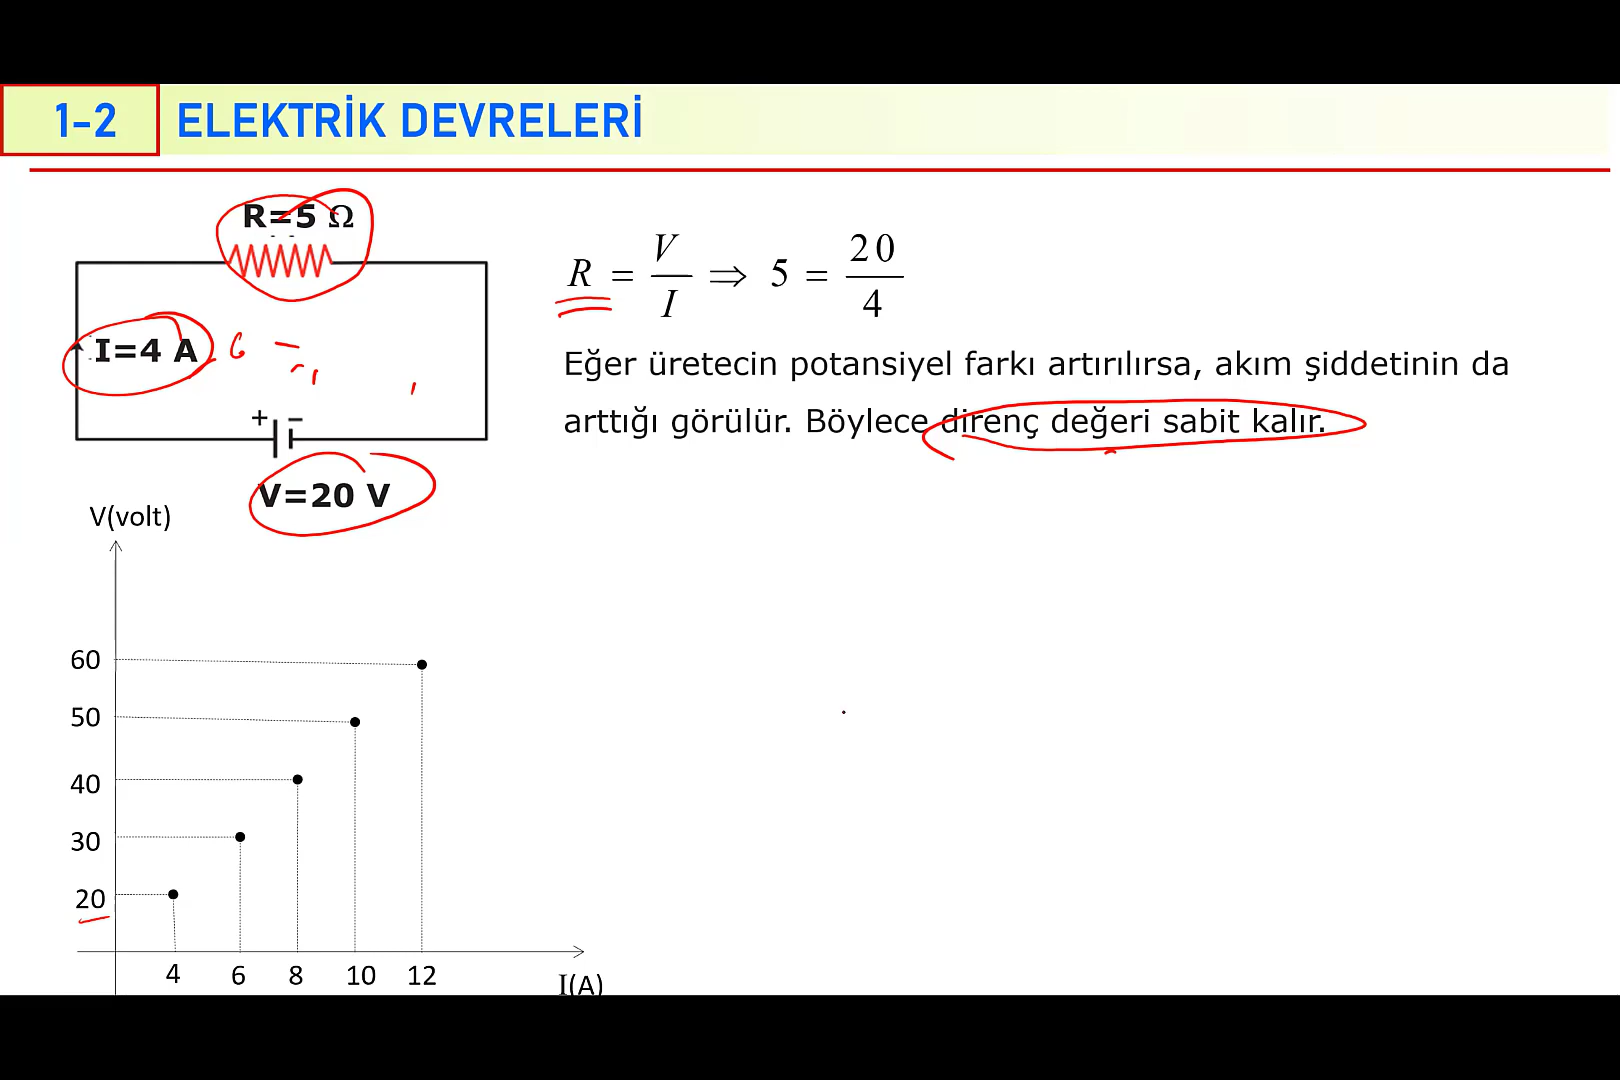 1-2 ELEKTRİK DEVRELERİ
R=5 Ω
I=4 A 6
+ −
V=20 V
R = V/I ⇒ 5 = 20/4
Eğer üretecin potansiyel farkı artırılırsa, akım şiddetinin da
arttığı görülür. Böylece direnç değeri sabit kalır.
V(volt)
60
50
40
30
20
4 6 8 10 12
I(A)